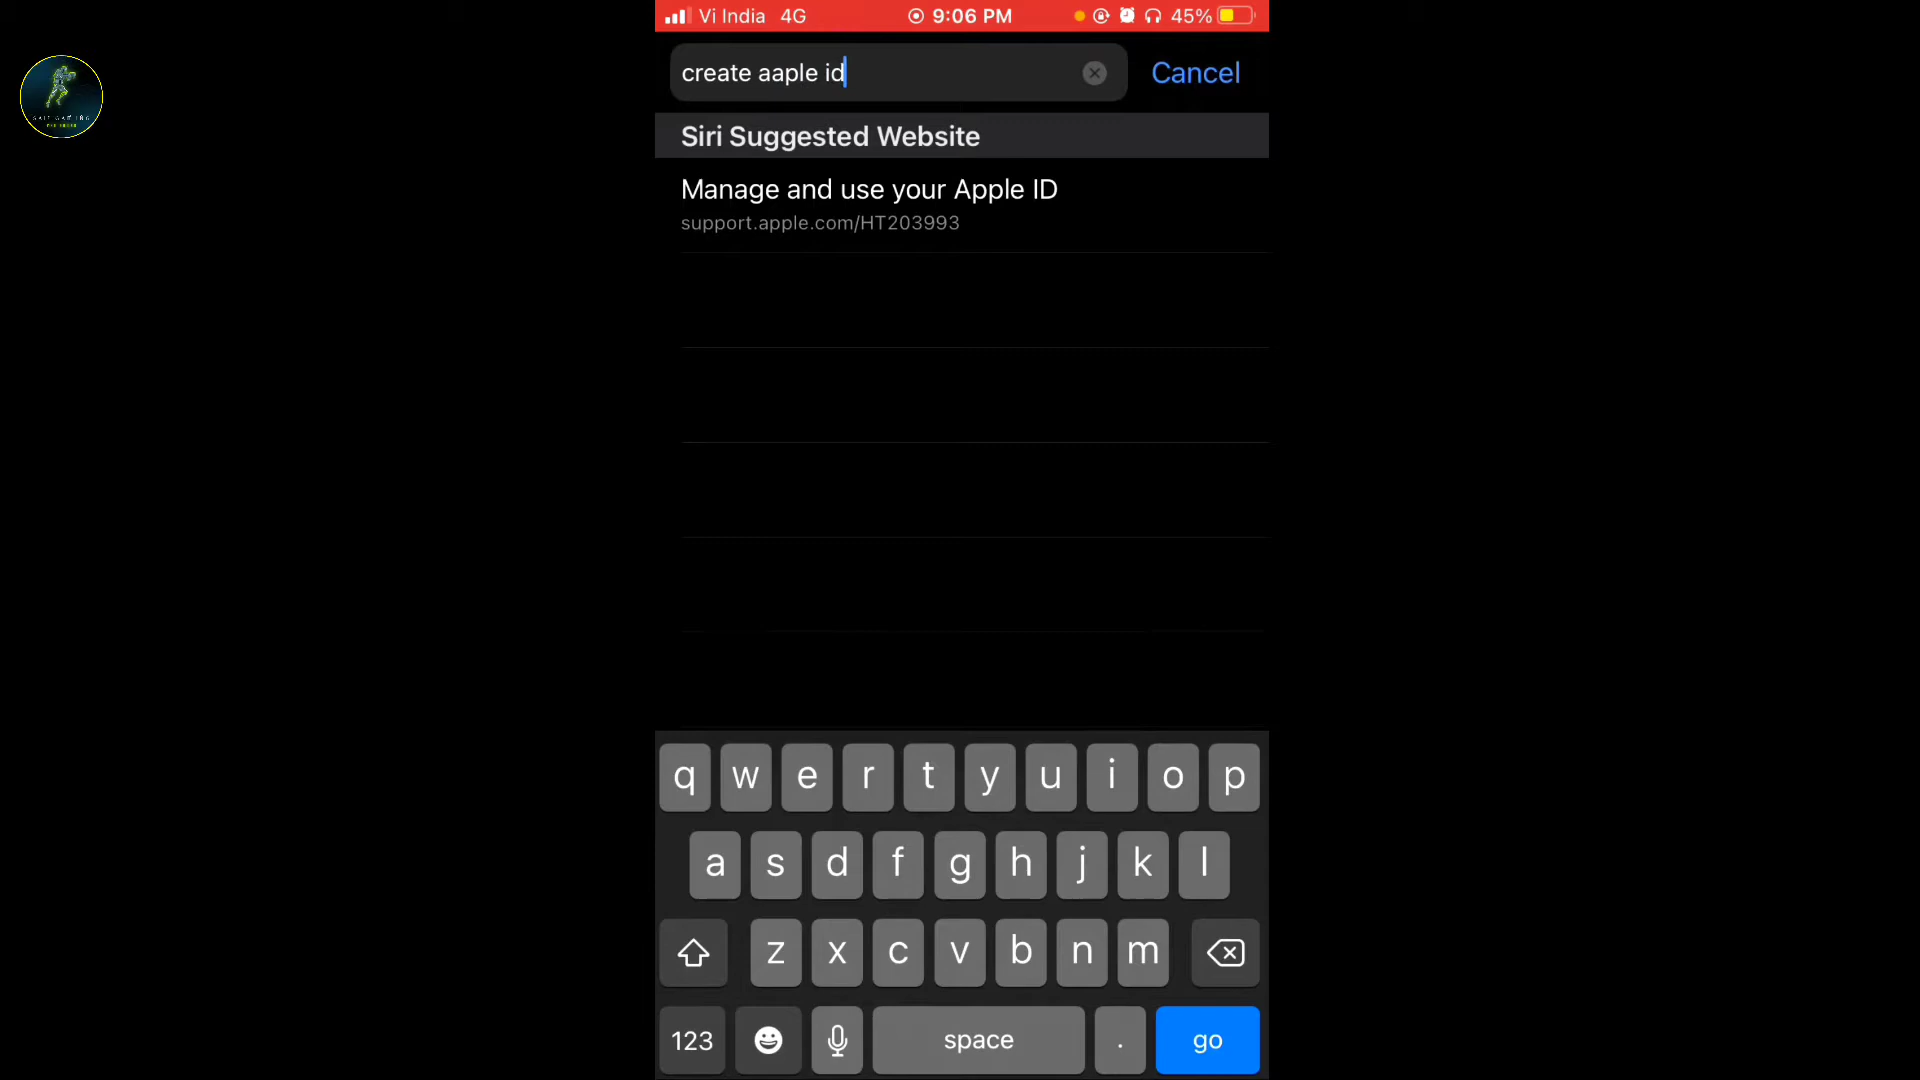 Vi India 4G 9:06 PM 45%
create aaple id Cancel
Siri Suggested Website
Manage and use your Apple ID
support.apple.com/HT203993
q w e r t y u i o p
a s d f g h j k l
z x c v b n m
123 space . go